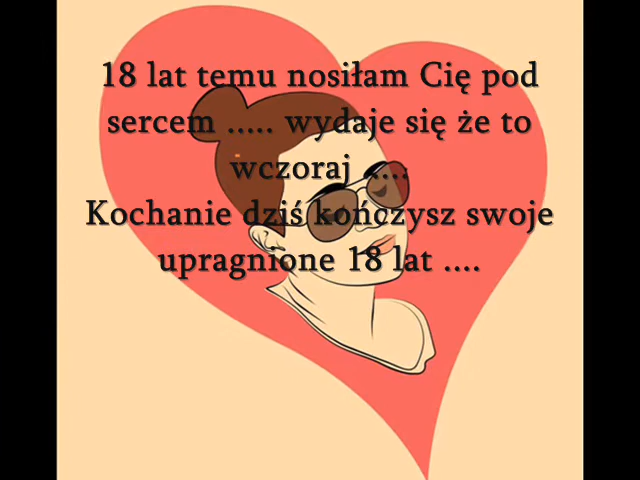 18 lat temu nosiłam Cię pod
sercem ..... wydaje się że to
wczoraj .....
Kochanie dziś kończysz swoje
upragnione 18 lat ....